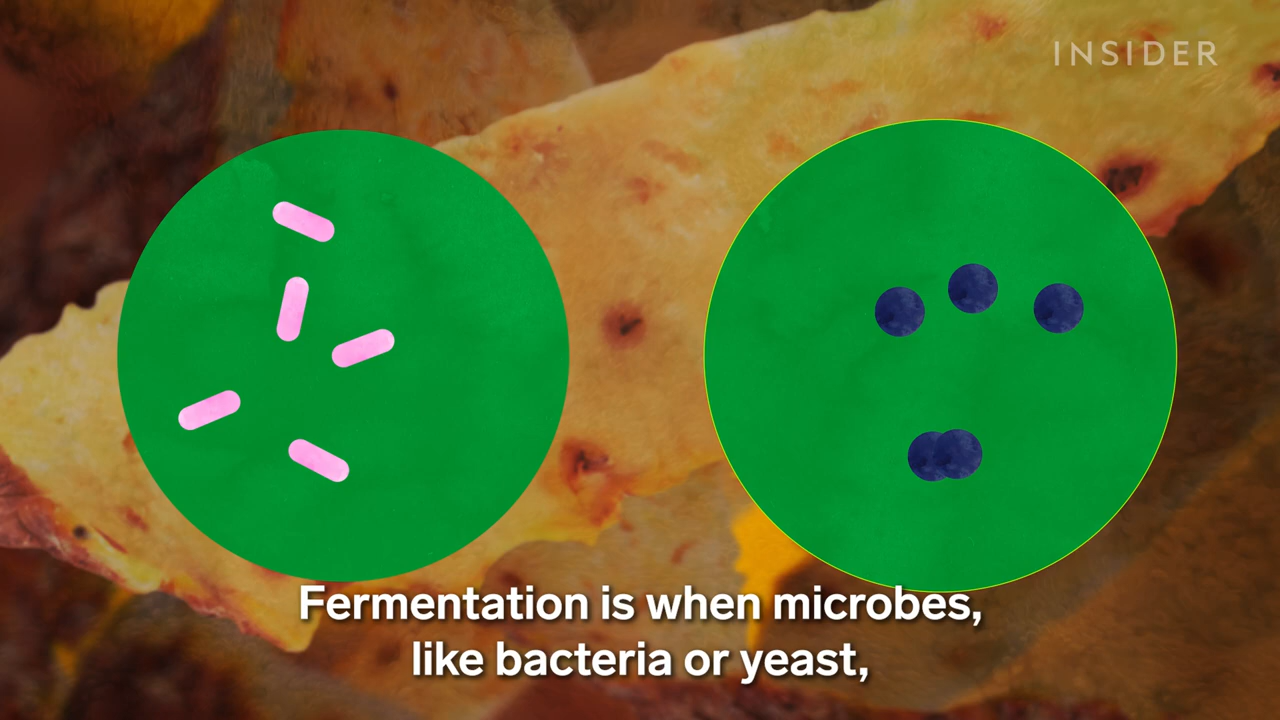 INSIDER
Fermentation is when microbes,
like bacteria or yeast,